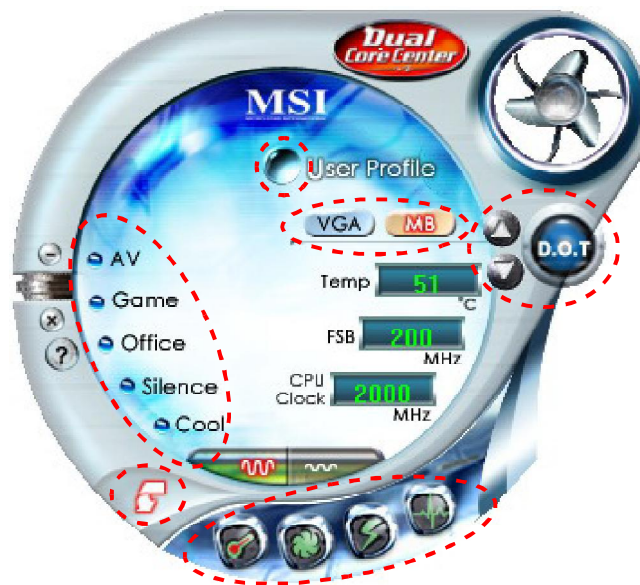 Dual
Core Center
MSI
User Profile
VGA MB
D.O.T
AV
Temp 51
°C
Game
FSB 200
MHz
Office
Silence
CPU
Clock 2000
MHz
Cool
?